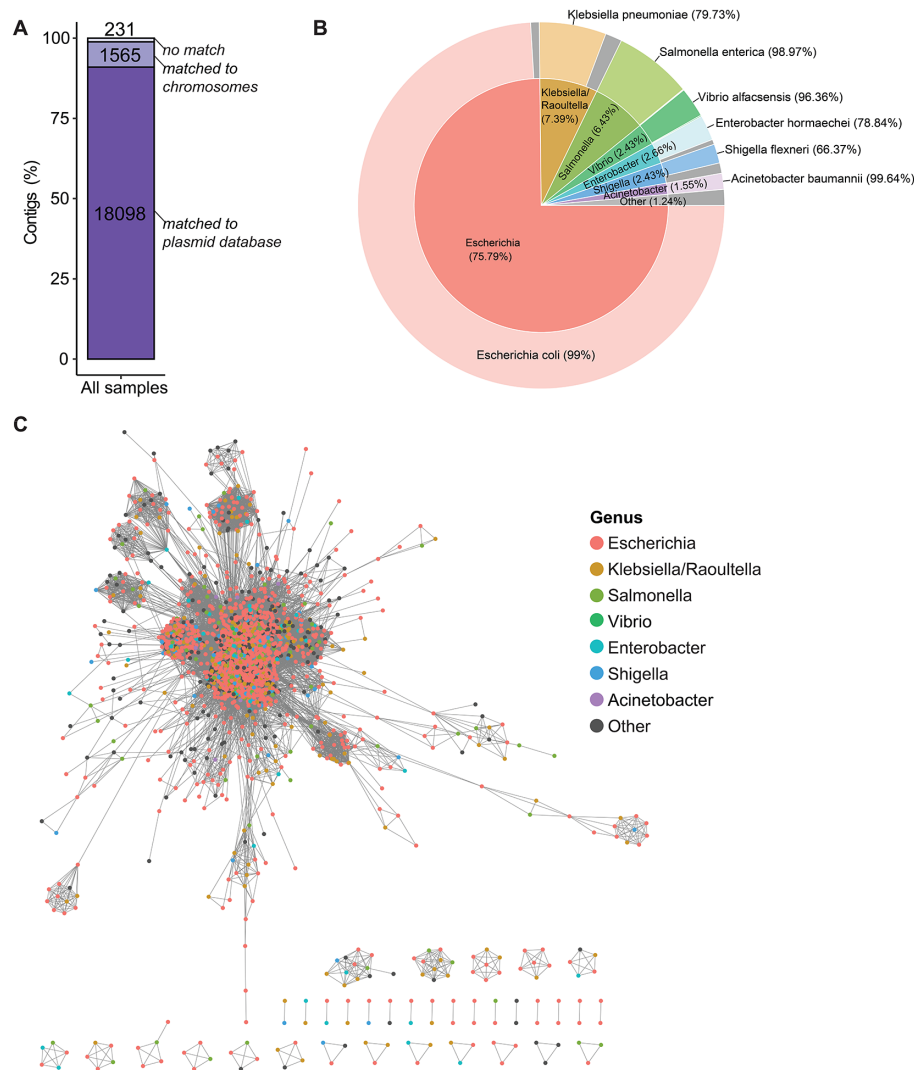 A
231
100
1565
no match
matched to
chromosomes
75
Contigs (%)
50
18098
matched to
plasmid database
25
0
All samples
B
Klebsiella pneumoniae (79.73%)
Salmonella enterica (98.97%)
Vibrio alfacsensis (96.36%)
Enterobacter hormaechei (78.84%)
Shigella flexneri (66.37%)
Acinetobacter baumannii (99.64%)
Klebsiella/
Raoultella
(7.39%)
Salmonella (6.43%)
Vibrio (2.43%)
Enterobacter (2.66%)
Shigella (2.43%)
Acinetobacter (1.55%)
Other (1.24%)
Escherichia
(75.79%)
Escherichia coli (99%)
C
Genus
Escherichia
Klebsiella/Raoultella
Salmonella
Vibrio
Enterobacter
Shigella
Acinetobacter
Other